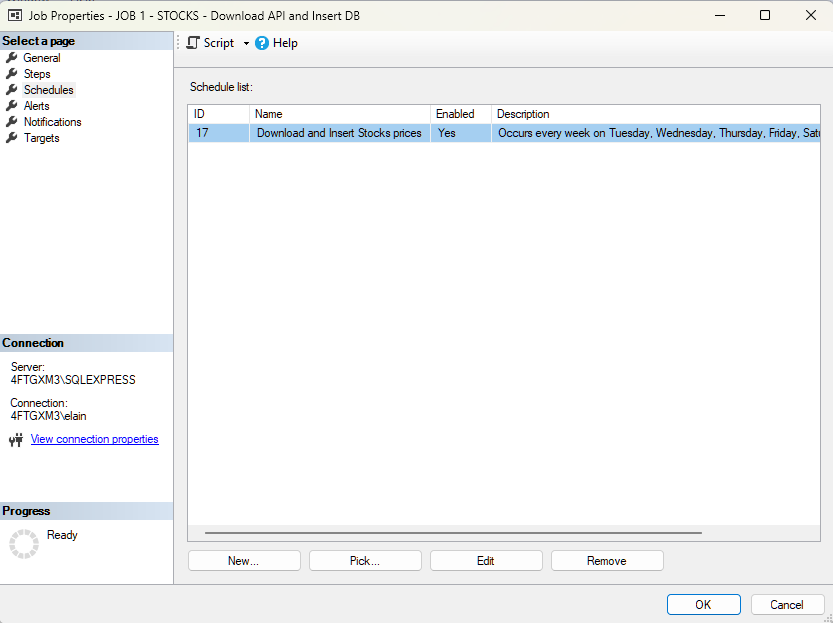 Job Properties - JOB 1 - STOCKS - Download API and Insert DB
Select a page
General
Steps
Schedules
Alerts
Notifications
Targets
Connection
Server:
4FTGXM3\SQLEXPRESS
Connection:
4FTGXM3\elain
View connection properties
Progress
Ready
Script Help
Schedule list:
ID Name Enabled Description
17 Download and Insert Stocks prices Yes Occurs every week on Tuesday, Wednesday, Thursday, Friday,
New... Pick... Edit Remove
OK Cancel